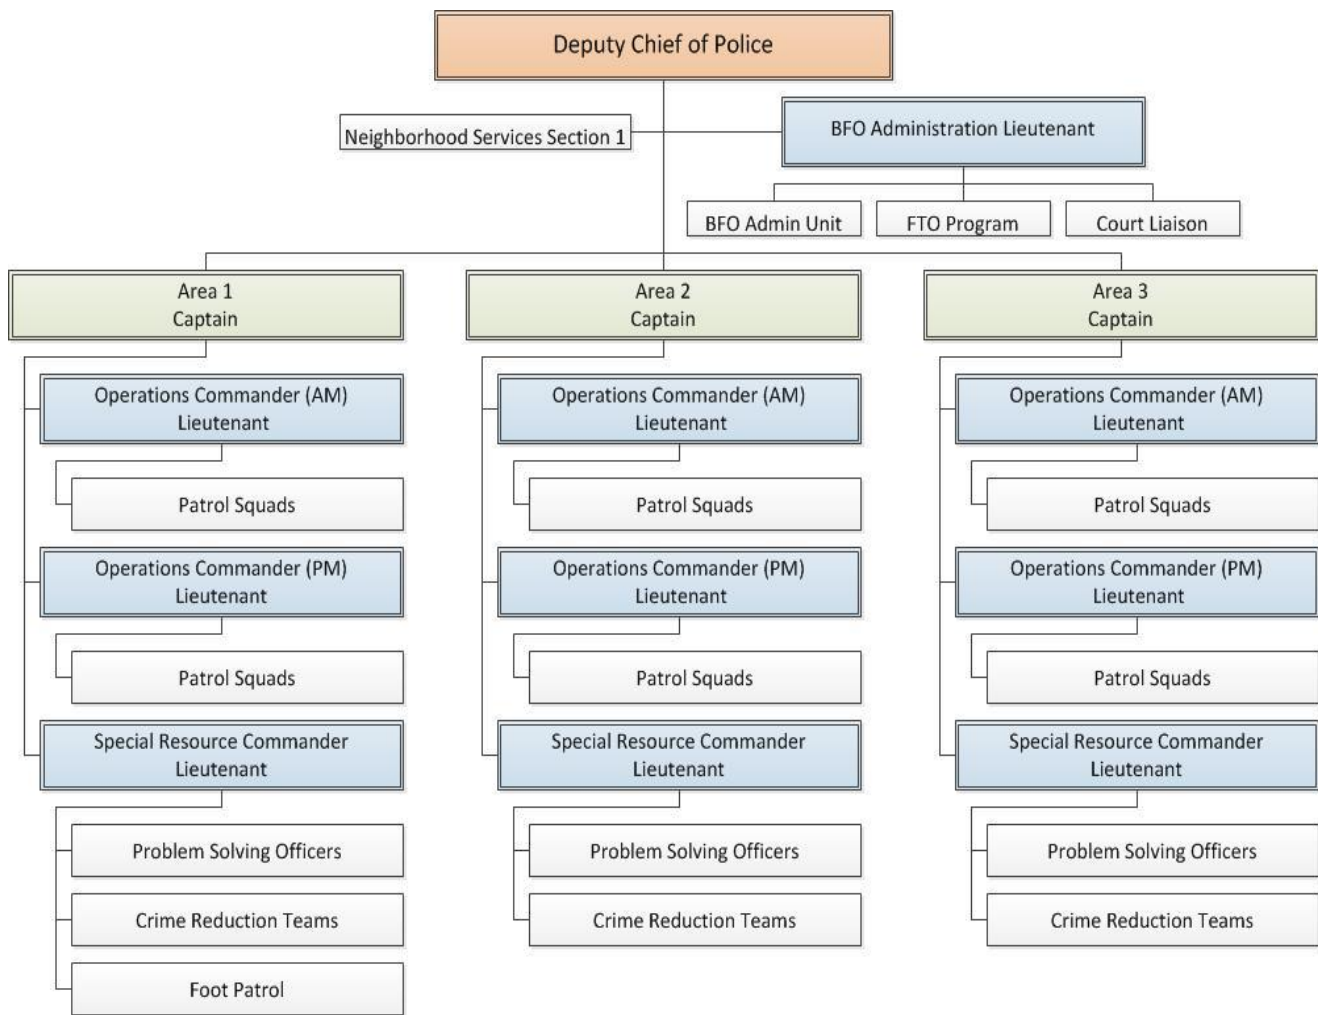 Deputy Chief of Police
Neighborhood Services Section 1
BFO Administration Lieutenant
BFO Admin Unit
FTO Program
Court Liaison
Area 1
Captain
Operations Commander (AM)
Lieutenant
Patrol Squads
Operations Commander (PM)
Lieutenant
Patrol Squads
Special Resource Commander
Lieutenant
Problem Solving Officers
Crime Reduction Teams
Foot Patrol
Area 2
Captain
Operations Commander (AM)
Lieutenant
Patrol Squads
Operations Commander (PM)
Lieutenant
Patrol Squads
Special Resource Commander
Lieutenant
Problem Solving Officers
Crime Reduction Teams
Area 3
Captain
Operations Commander (AM)
Lieutenant
Patrol Squads
Operations Commander (PM)
Lieutenant
Patrol Squads
Special Resource Commander
Lieutenant
Problem Solving Officers
Crime Reduction Teams